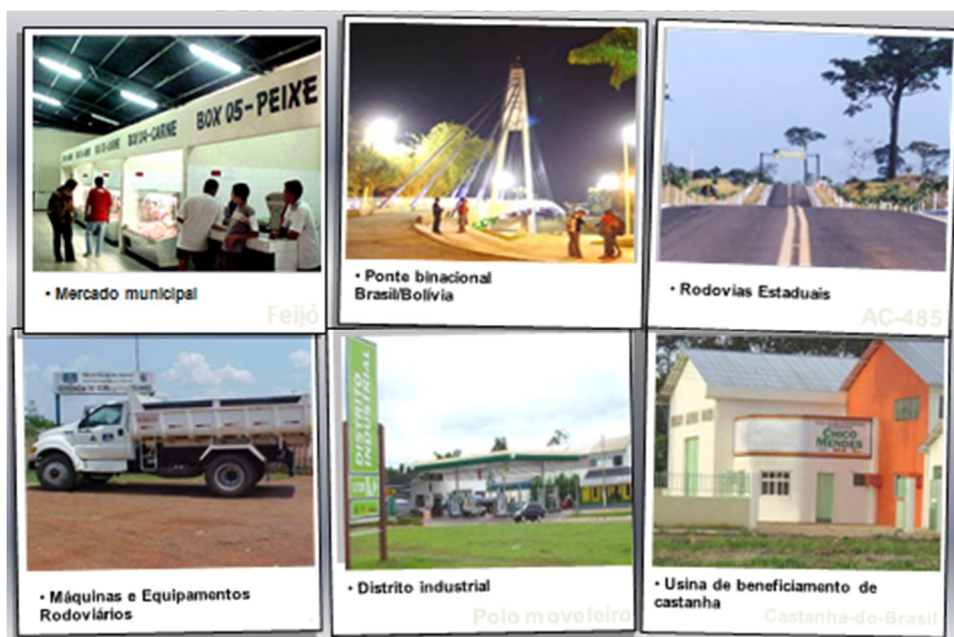 BOX 04-CARNE
BOX 05-PEIXE
• Mercado municipal
Feijó
• Ponte binacional
Brasil/Bolívia
• Rodovias Estaduais
AC-485
• Máquinas e Equipamentos
Rodoviários
DISTRITO
INDUSTRIAL
• Distrito industrial
Polo moveleiro
CHICO
MENDES
• Usina de beneficiamento de
castanha
Castanha-do-Brasil